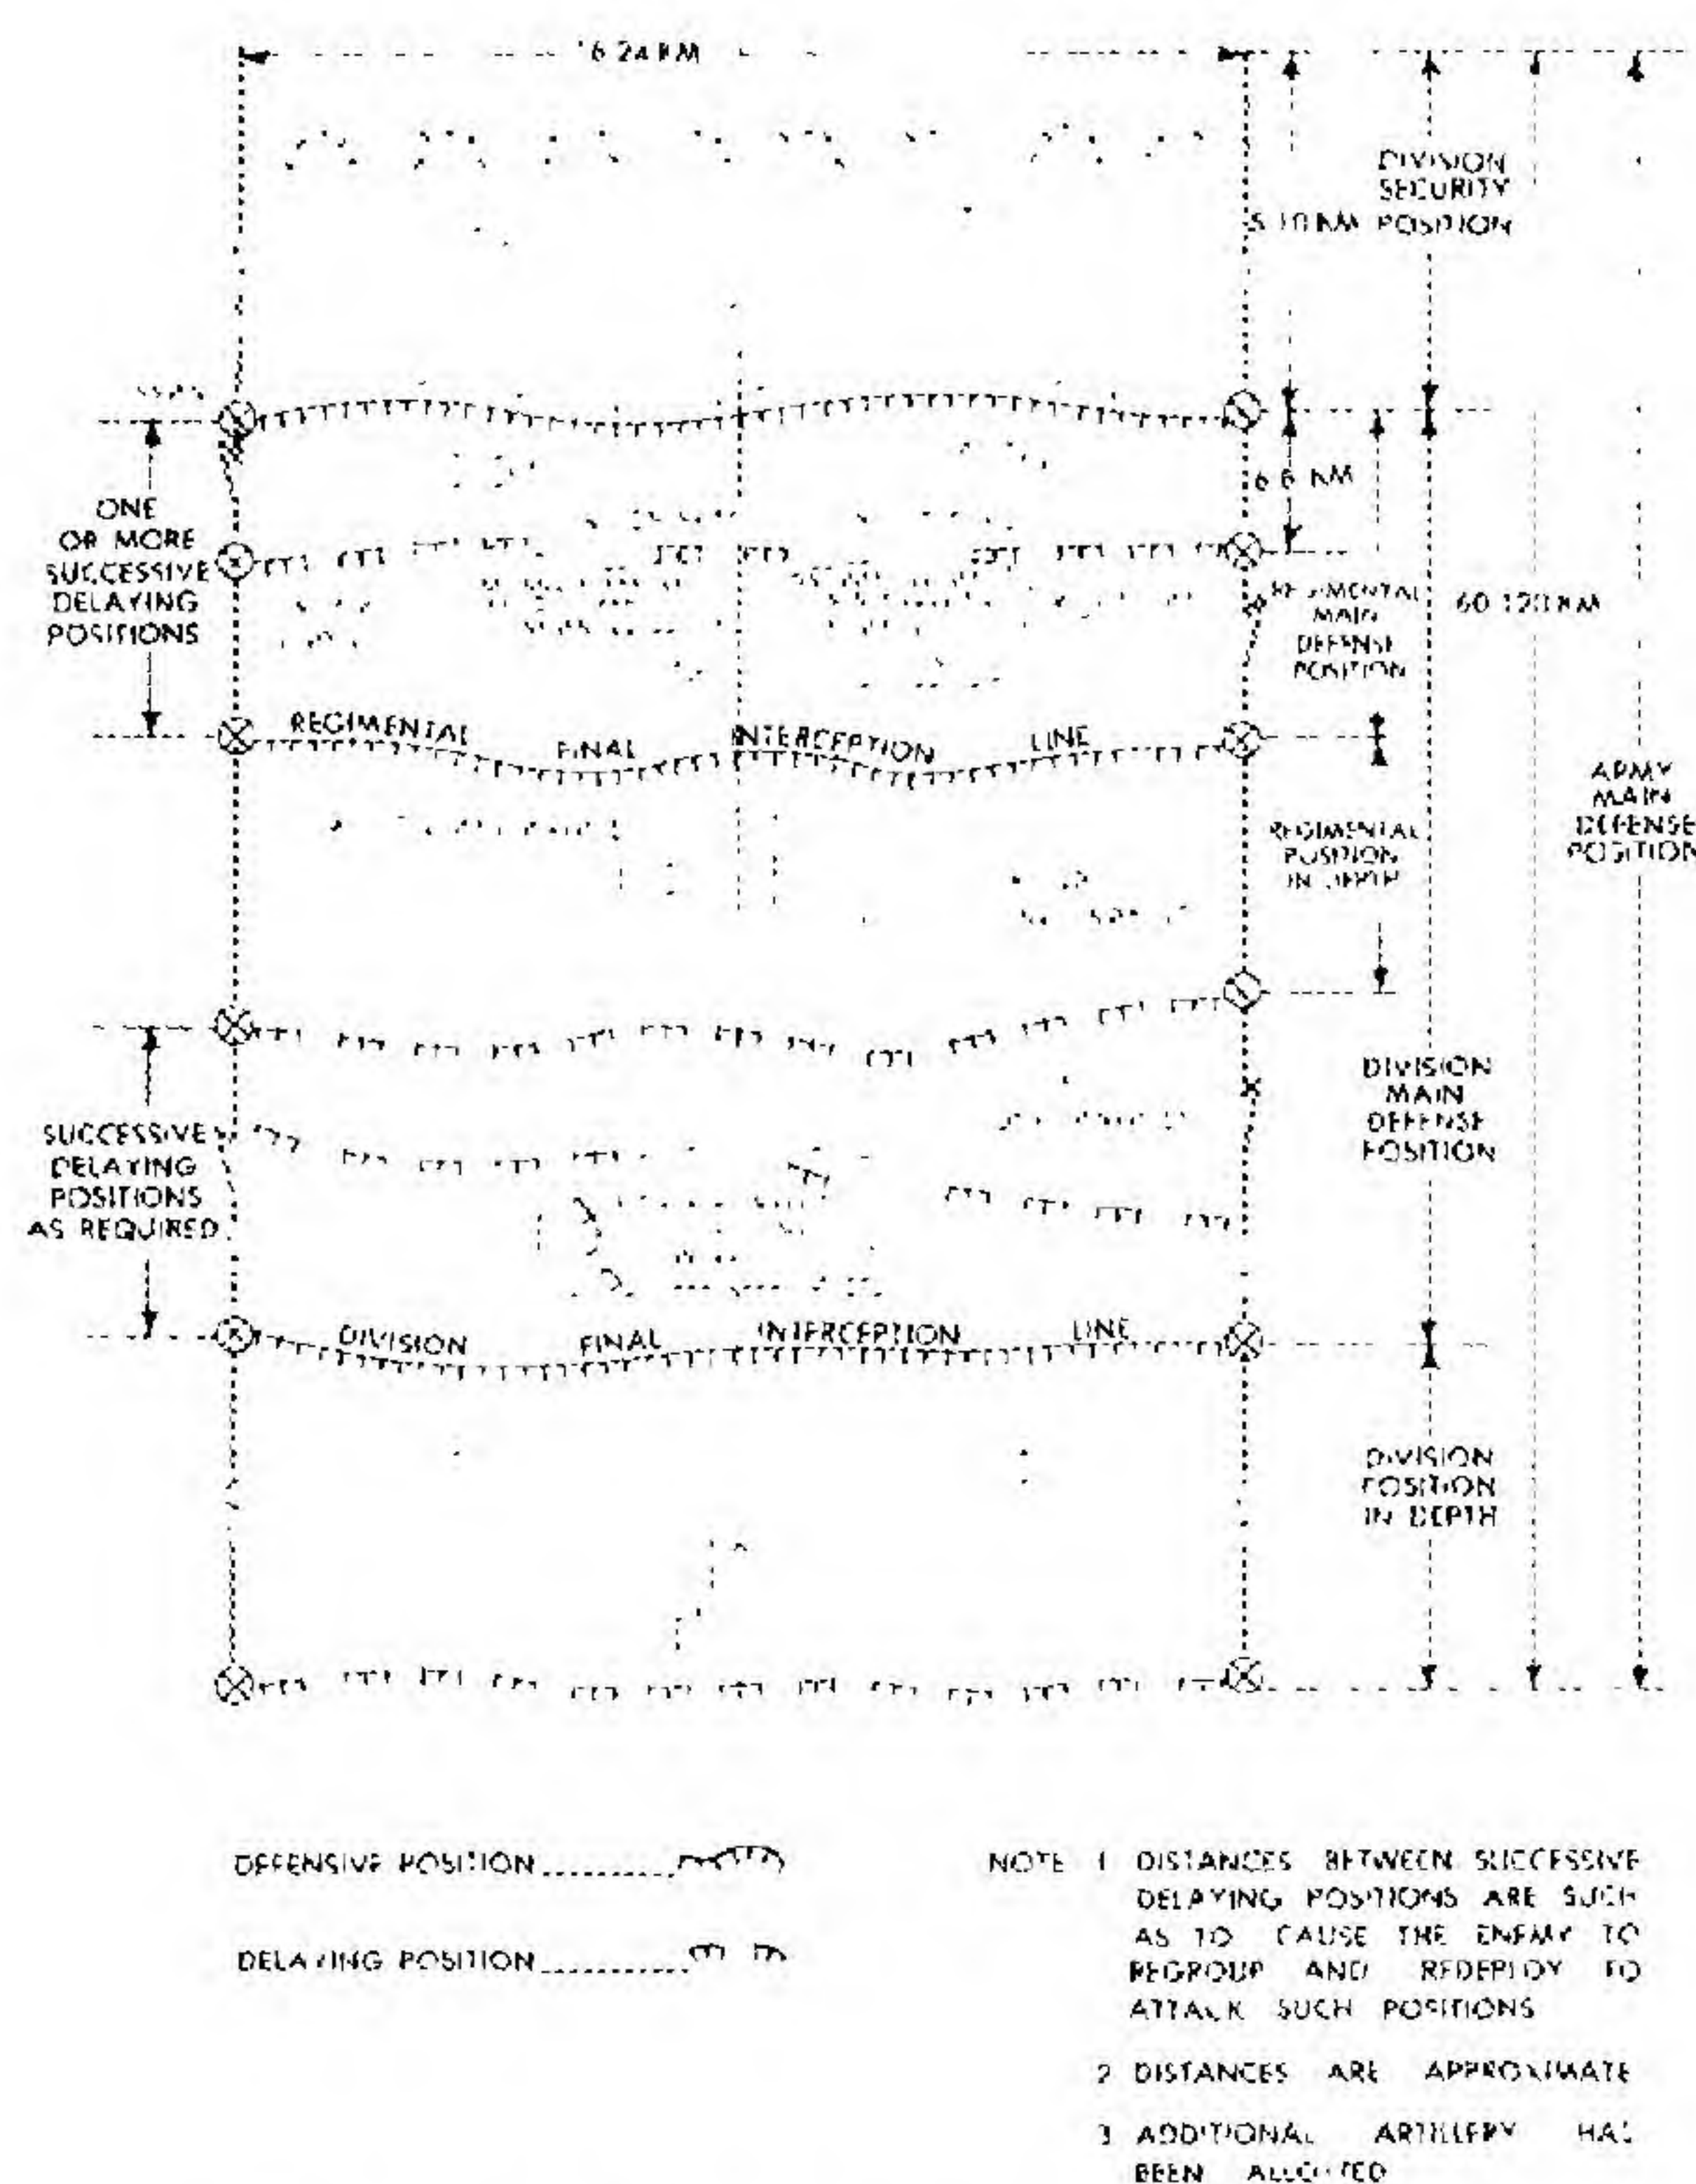 16-24 KM
DIVISION
SECURITY
POSITION
5-10 KM
ONE
OR MORE
SUCCESSIVE
DELAYING
POSITIONS
KM
REGIMENTAL
MAIN
DEFENSE
POSITION
60-120 KM
REGIMENTAL FINAL INTERCEPTION LINE
ARMY
MAIN
DEFENSE
POSITION
REGIMENTAL
POSITION
IN DEPTH
DIVISION
MAIN
DEFENSE
POSITION
SUCCESSIVE
DELAYING
POSITIONS
AS REQUIRED
DIVISION FINAL INTERCEPTION LINE
DIVISION
POSITION
IN DEPTH
DEFENSIVE POSITION
DELAYING POSITION
NOTE 1 DISTANCES BETWEEN SUCCESSIVE
DELAYING POSITIONS ARE SUCH
AS TO CAUSE THE ENEMY TO
REGROUP AND REDEPLOY TO
ATTACK SUCH POSITIONS
2 DISTANCES ARE APPROXIMATE
3 ADDITIONAL ARTILLERY HAS
BEEN ALLOTTED